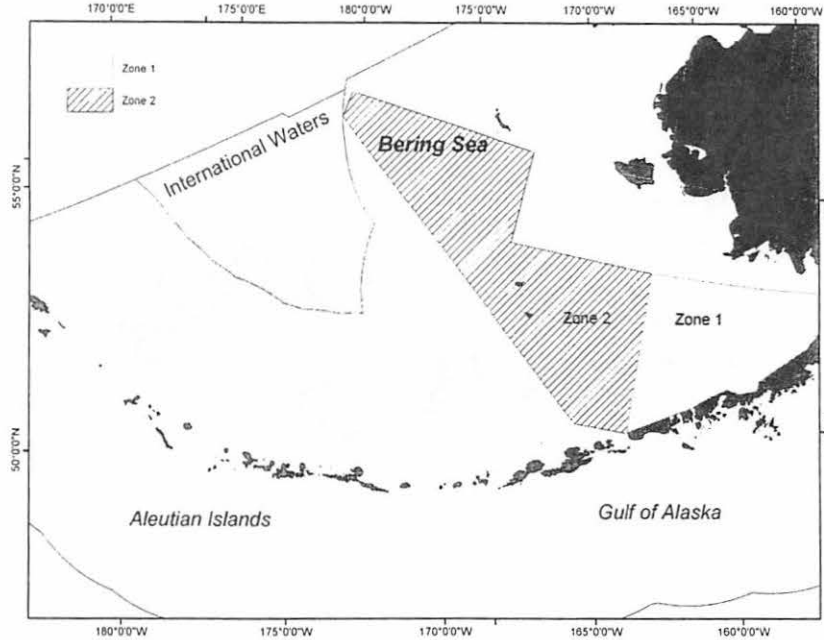 170°0'0"E 175°0'0"E 180°0'0"W 175°0'0"W 170°0'0"W 165°0'0"W 160°0'0"W
Zone 1
Zone 2
International Waters
Bering Sea
55°0'0"N
Zone 2 Zone 1
50°0'0"N
Aleutian Islands Gulf of Alaska
180°0'0"W 175°0'0"W 170°0'0"W 165°0'0"W 160°0'0"W